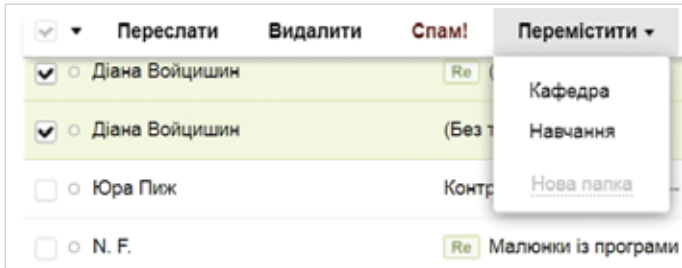 Переслати Видалити Спам! Перемістити
Діана Войцишин Re (
Кафедра
Діана Войцишин (Без т
Навчання
Юра Пиж Контр
Нова папка
N. F. Re Малюнки із програми